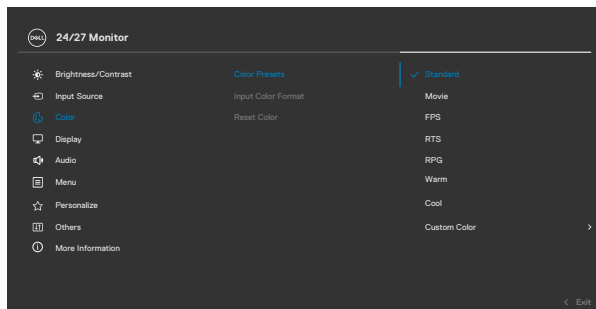 DELL 24/27 Monitor
Brightness/Contrast Color Presets Standard
Input Source Input Color Format Movie
Color Reset Color FPS
Display RTS
Audio RPG
Menu Warm
Personalize Cool
Others Custom Color >
More Information
< Exit